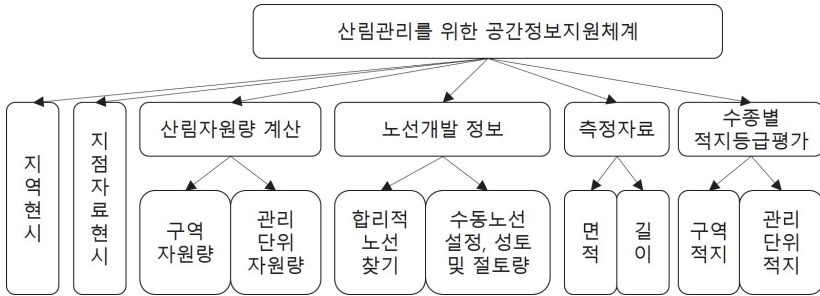 산림관리를 위한 공간정보지원체계
지역현시
지점자료현시
산림자원량 계산
노선개발 정보
측정자료
수종별
적지등급평가
구역
자원량
관리
단위
자원량
합리적
노선
찾기
수동노선
설정, 성토
및 절토량
면적
길이
구역
적지
관리
단위
적지